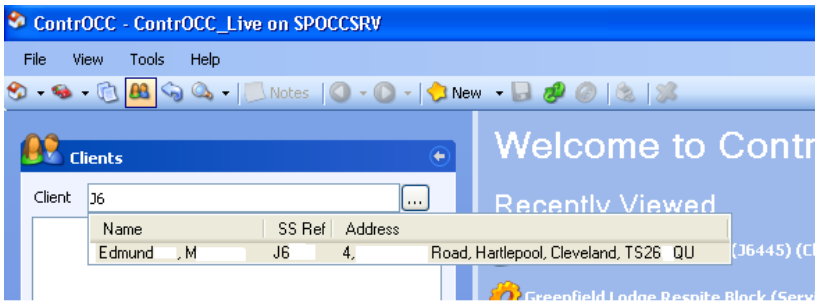 ContrOCC - ContrOCC_Live on SPOCCSRV
File View Tools Help
Notes New
Clients
Welcome to Contr
Client J6 ...
Recently Viewed
Name SS Ref Address
Edmund , M J6 4, Road, Hartlepool, Cleveland, TS26 QU
(J6445) (Cl
Greenfield Lodge Respite Block (Serv